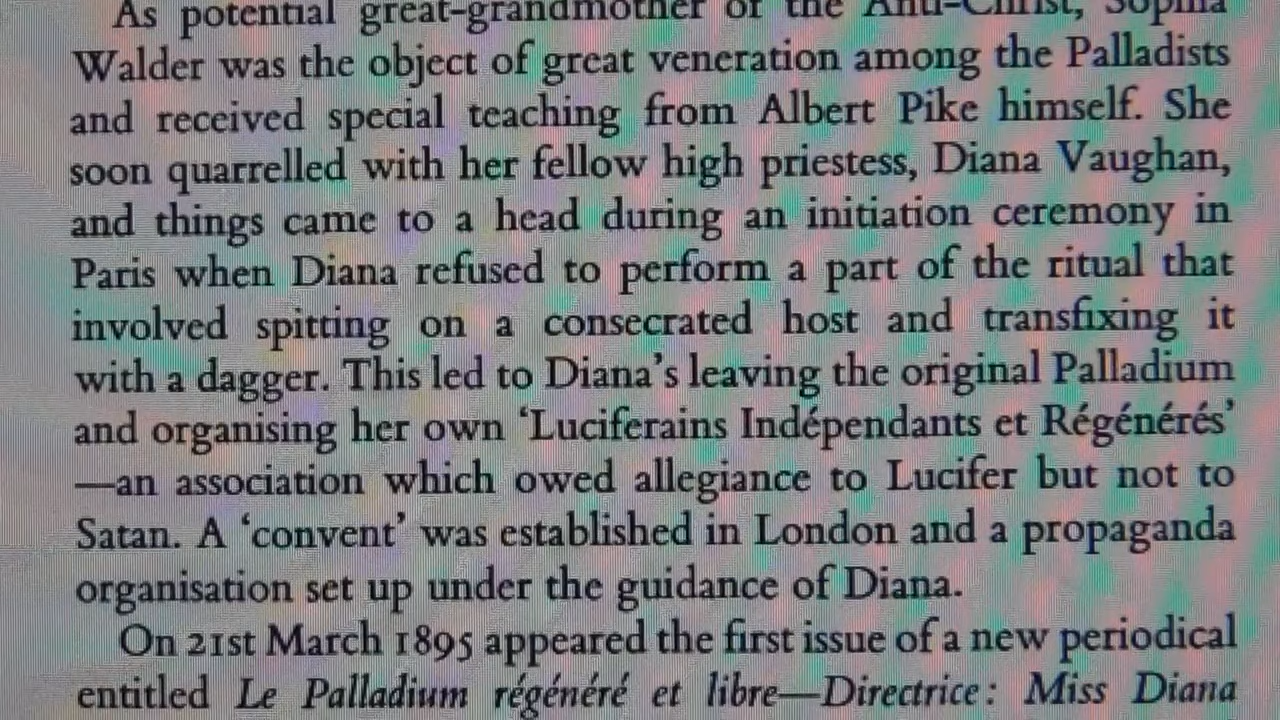 As potential great-grandmother of the Anti-Christ, Sophia
Walder was the object of great veneration among the Palladists
and received special teaching from Albert Pike himself. She
soon quarrelled with her fellow high priestess, Diana Vaughan,
and things came to a head during an initiation ceremony in
Paris when Diana refused to perform a part of the ritual that
involved spitting on a consecrated host and transfixing it
with a dagger. This led to Diana's leaving the original Palladium
and organising her own ‘Luciferains Indépendants et Régénérés’
—an association which owed allegiance to Lucifer but not to
Satan. A ‘convent’ was established in London and a propaganda
organisation set up under the guidance of Diana.
On 21st March 1895 appeared the first issue of a new periodical
entitled Le Palladium régénéré et libre—Directrice: Miss Diana